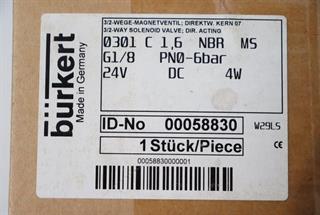 bürkert
Made in Germany
3/2-WEGE-MAGNETVENTIL; DIREKTW. KERN 07
3/2-WAY SOLENOID VALVE; DIR. ACTING
0301 C 1,6 NBR MS
G1/8 PN0-6bar
24V DC 4W
ID-No 00058830
W29LS
1 Stück/Piece
CE
00058830000001